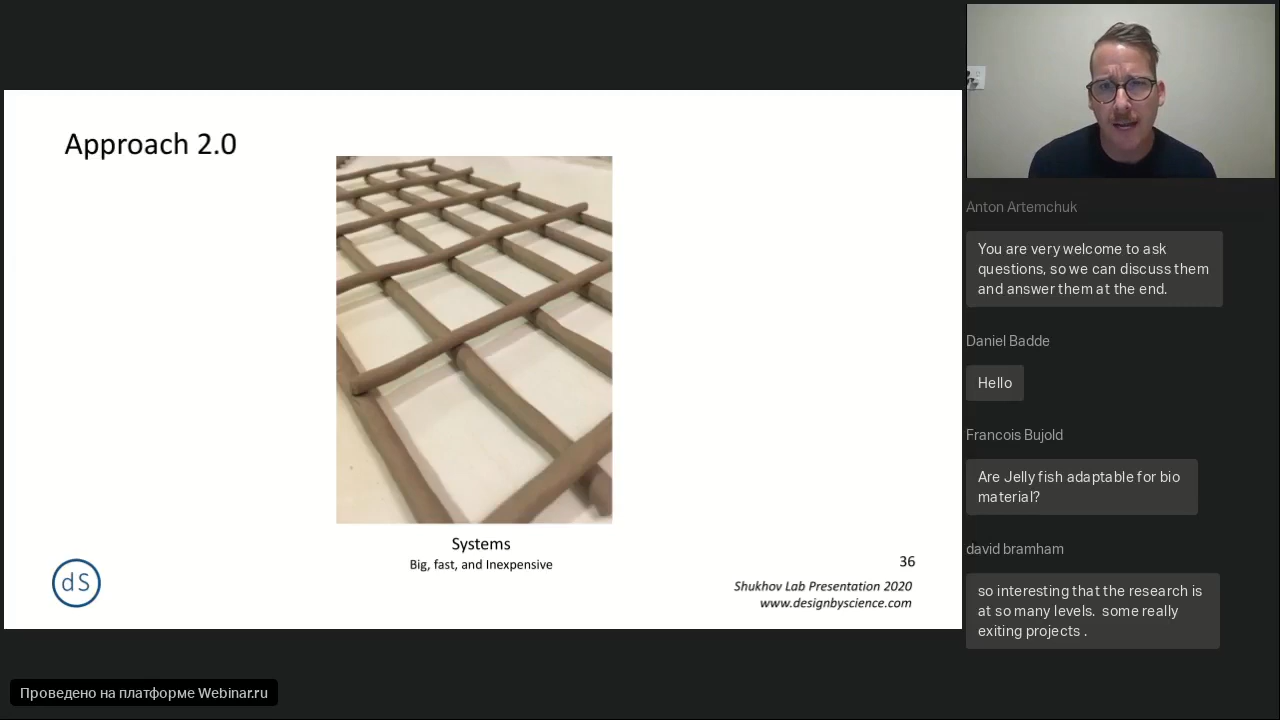 Approach 2.0
Systems
Big, fast, and Inexpensive
36
Shukhov Lab Presentation 2020
www.designbyscience.com
dS
Проведено на платформе Webinar.ru
Anton Artemchuk
You are very welcome to ask
questions, so we can discuss them
and answer them at the end.
Daniel Badde
Hello
Francois Bujold
Are Jelly fish adaptable for bio
material?
david bramham
so interesting that the research is
at so many levels.  some really
exiting projects .